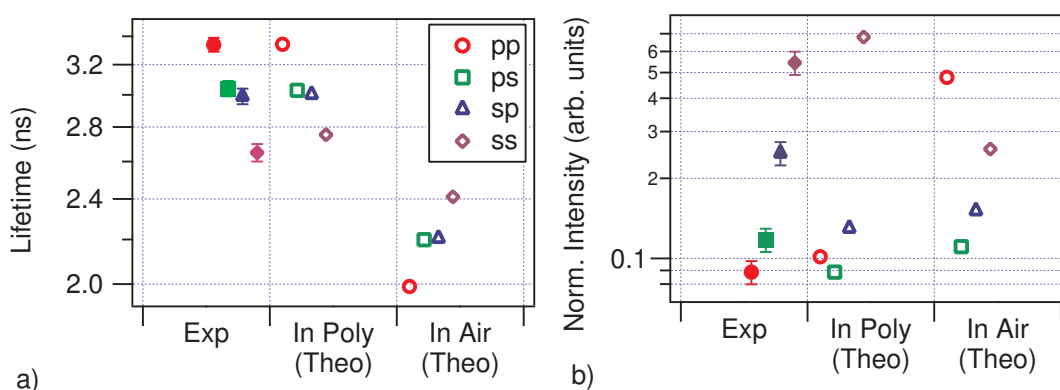 Lifetime (ns)
3.2
2.8
2.4
2.0
pp
ps
sp
ss
Exp
In Poly
(Theo)
In Air
(Theo)
a)
Norm. Intensity (arb. units)
6
5
4
3
2
0.1
Exp
In Poly
(Theo)
In Air
(Theo)
b)